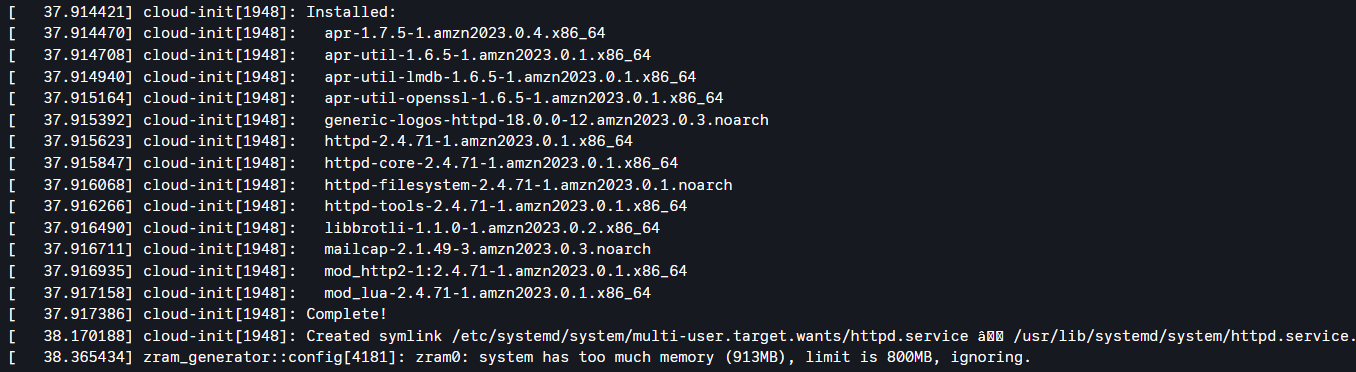 [   37.914421] cloud-init[1948]: Installed:
[   37.914470] cloud-init[1948]:   apr-1.7.5-1.amzn2023.0.4.x86_64
[   37.914708] cloud-init[1948]:   apr-util-1.6.5-1.amzn2023.0.1.x86_64
[   37.914940] cloud-init[1948]:   apr-util-lmdb-1.6.5-1.amzn2023.0.1.x86_64
[   37.915164] cloud-init[1948]:   apr-util-openssl-1.6.5-1.amzn2023.0.1.x86_64
[   37.915392] cloud-init[1948]:   generic-logos-httpd-18.0.0-12.amzn2023.0.3.noarch
[   37.915623] cloud-init[1948]:   httpd-2.4.71-1.amzn2023.0.1.x86_64
[   37.915847] cloud-init[1948]:   httpd-core-2.4.71-1.amzn2023.0.1.x86_64
[   37.916068] cloud-init[1948]:   httpd-filesystem-2.4.71-1.amzn2023.0.1.noarch
[   37.916266] cloud-init[1948]:   httpd-tools-2.4.71-1.amzn2023.0.1.x86_64
[   37.916490] cloud-init[1948]:   libbrotli-1.1.0-1.amzn2023.0.2.x86_64
[   37.916711] cloud-init[1948]:   mailcap-2.1.49-3.amzn2023.0.3.noarch
[   37.916935] cloud-init[1948]:   mod_http2-1:2.4.71-1.amzn2023.0.1.x86_64
[   37.917158] cloud-init[1948]:   mod_lua-2.4.71-1.amzn2023.0.1.x86_64
[   37.917386] cloud-init[1948]: Complete!
[   38.170188] cloud-init[1948]: Created symlink /etc/systemd/system/multi-user.target.wants/httpd.service â /usr/lib/systemd/system/httpd.service.
[   38.365434] zram_generator::config[4181]: zram0: system has too much memory (913MB), limit is 800MB, ignoring.